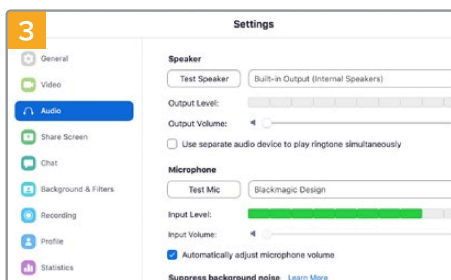 3
Settings
General
Video
Audio
Share Screen
Chat
Background & Filters
Recording
Profile
Statistics
Speaker
Test Speaker Built-in Output (Internal Speakers)
Output Level:
Output Volume:
Use separate audio device to play ringtone simultaneously
Microphone
Test Mic Blackmagic Design
Input Level:
Input Volume:
Automatically adjust microphone volume
Suppress background noise Learn More